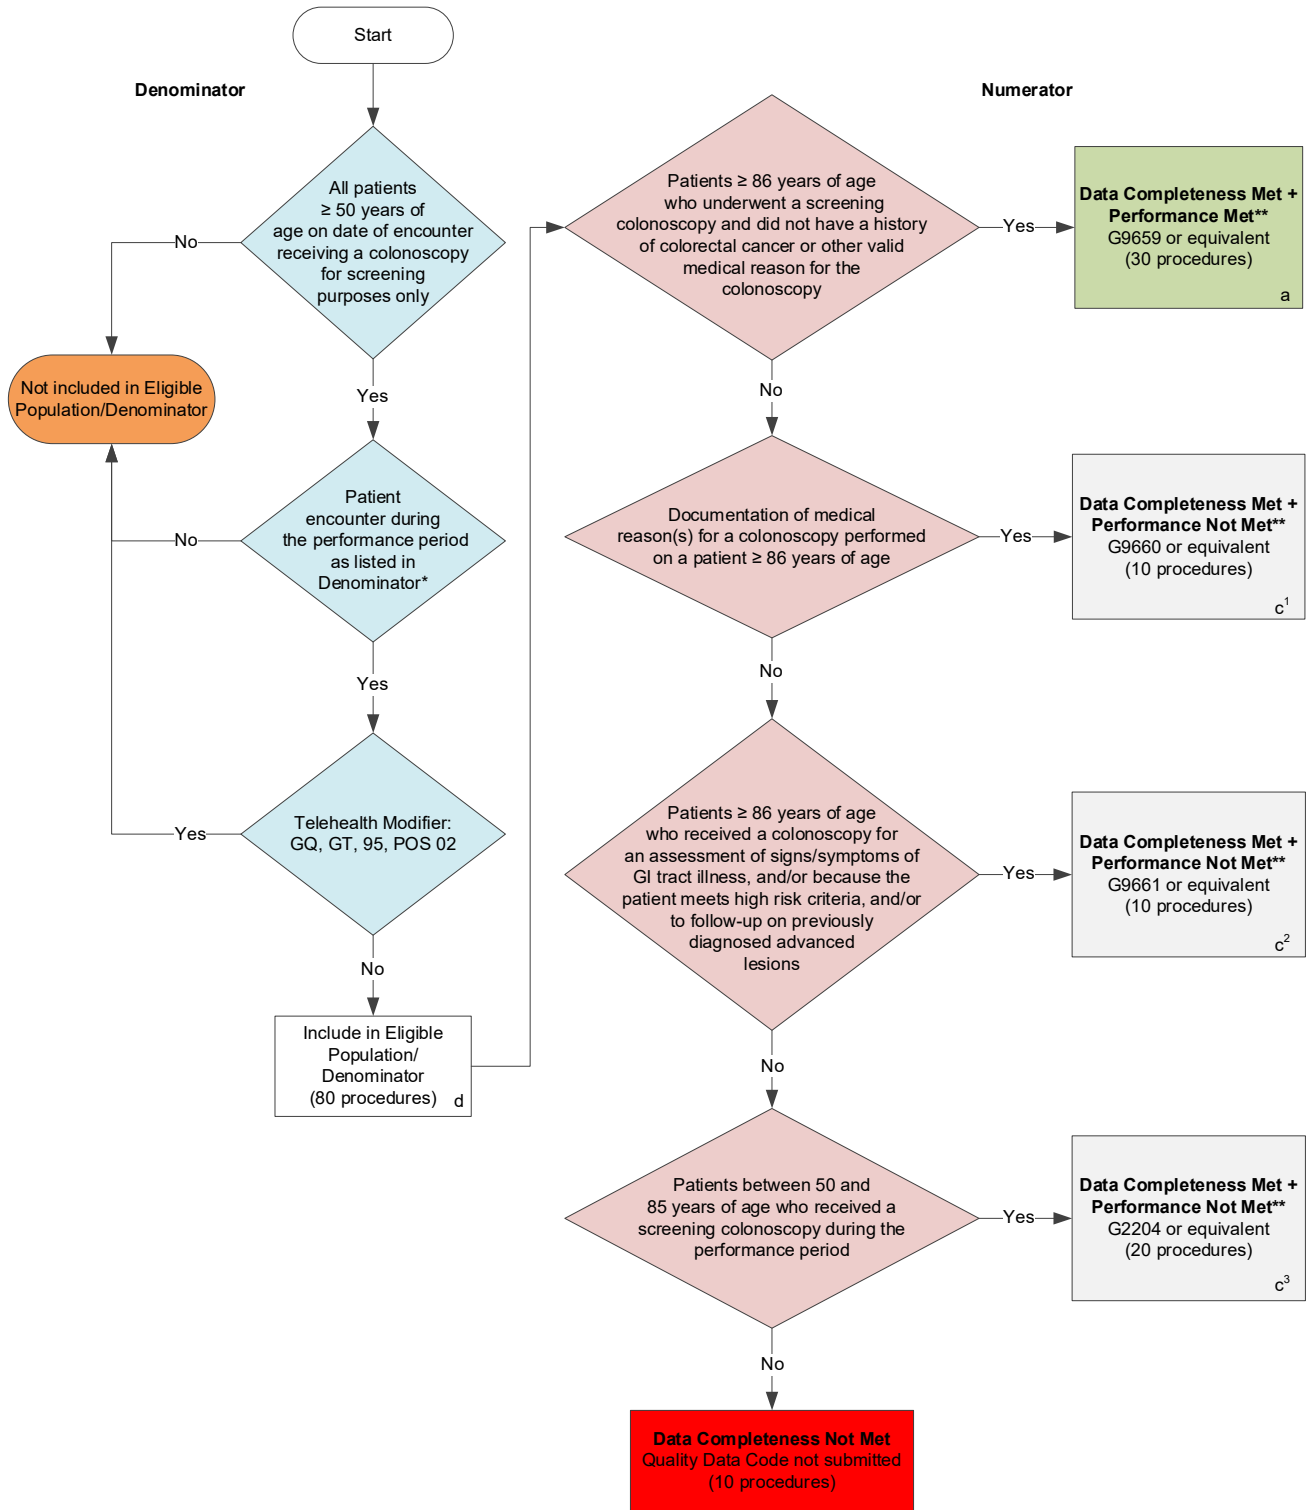 Start
Denominator
Numerator
All patients
≥ 50 years of
age on date of encounter
receiving a colonoscopy
for screening
purposes only
No
Yes
Not included in Eligible
Population/Denominator
Patient
encounter during
the performance period
as listed in
Denominator*
No
Yes
Telehealth Modifier:
GQ, GT, 95, POS 02
Yes
No
Include in Eligible
Population/
Denominator
(80 procedures) d
Patients ≥ 86 years of age
who underwent a screening
colonoscopy and did not have a history
of colorectal cancer or other valid
medical reason for the
colonoscopy
Yes
Data Completeness Met +
Performance Met**
G9659 or equivalent
(30 procedures)
a
No
Documentation of medical
reason(s) for a colonoscopy performed
on a patient ≥ 86 years of age
Yes
Data Completeness Met +
Performance Not Met**
G9660 or equivalent
(10 procedures)
c1
No
Patients ≥ 86 years of age
who received a colonoscopy for
an assessment of signs/symptoms of
GI tract illness, and/or because the
patient meets high risk criteria, and/or
to follow-up on previously
diagnosed advanced
lesions
Yes
Data Completeness Met +
Performance Not Met**
G9661 or equivalent
(10 procedures)
c2
No
Patients between 50 and
85 years of age who received a
screening colonoscopy during the
performance period
Yes
Data Completeness Met +
Performance Not Met**
G2204 or equivalent
(20 procedures)
c3
No
Data Completeness Not Met
Quality Data Code not submitted
(10 procedures)